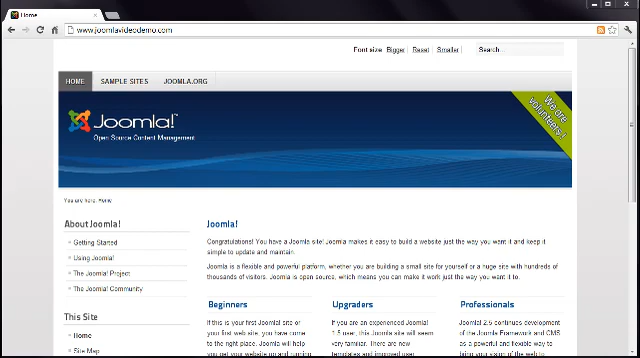 Home
www.joomlavideodemo.com
Font size Bigger Reset Smaller Search...
HOME SAMPLE SITES JOOMLA.ORG
Joomla!
Open Source Content Management
We are
Volunteers!
You are here: Home
About Joomla!
Getting Started
Using Joomla!
The Joomla! Project
The Joomla! Community
This Site
Home
Site Map
Joomla!
Congratulations! You have a Joomla site! Joomla makes it easy to build a website just the way you want it and keep it
simple to update and maintain.
Joomla is a flexible and powerful platform, whether you are building a small site for yourself or a huge site with hundreds of
thousands of visitors. Joomla is open source, which means you can make it work just the way you want it to.
Beginners
If this is your first Joomla! site or
your first web site, you have come
to the right place. Joomla will help
you get your website up and running
Upgraders
If you are an experienced Joomla!
1.5 user, this Joomla site will seem
very familiar. There are new
templates and improved user
Professionals
Joomla! 2.5 continues development
of the Joomla Framework and CMS
as a powerful and flexible way to
bring your vision of the web to